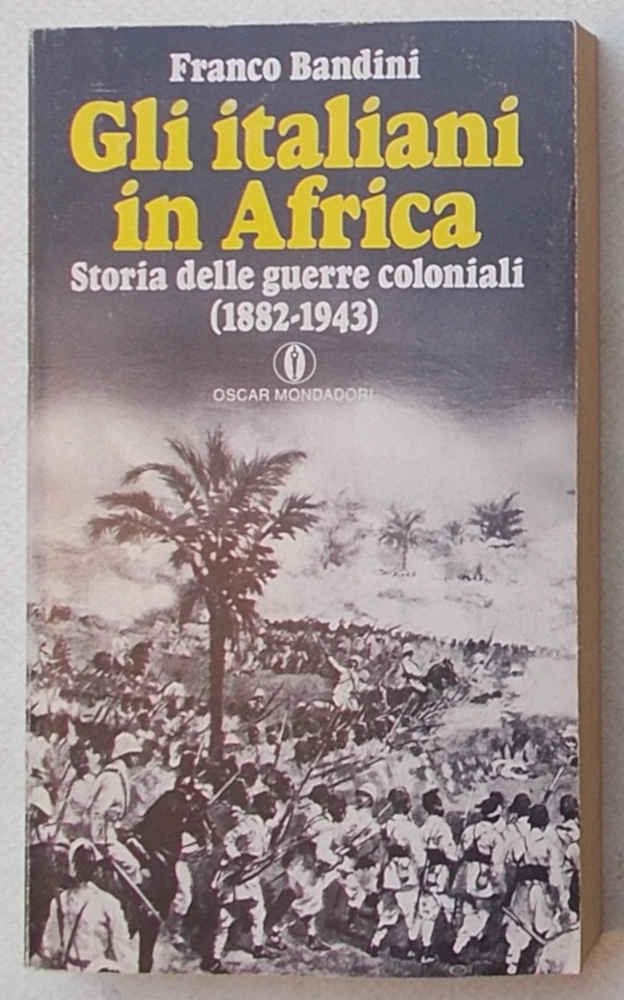 Franco Bandini
Gli italiani
in Africa
Storia delle guerre coloniali
(1882-1943)
OSCAR MONDADORI